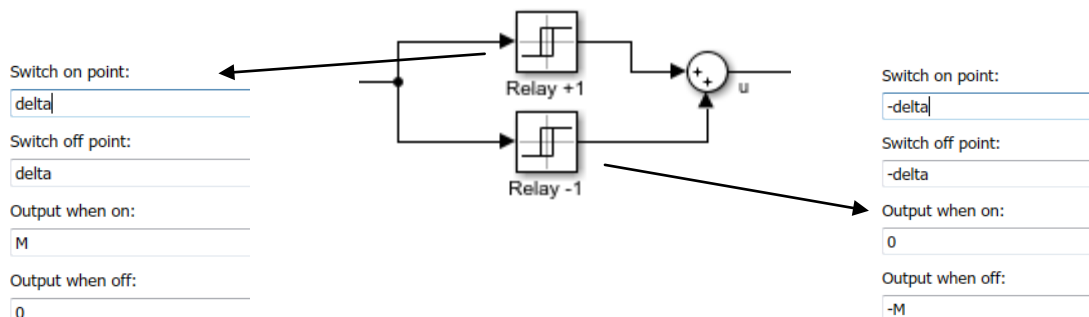 Switch on point:
delta
Switch off point:
delta
Output when on:
M
Output when off:
0
Relay +1
Relay -1
+
+
u
Switch on point:
-delta
Switch off point:
-delta
Output when on:
0
Output when off:
-M